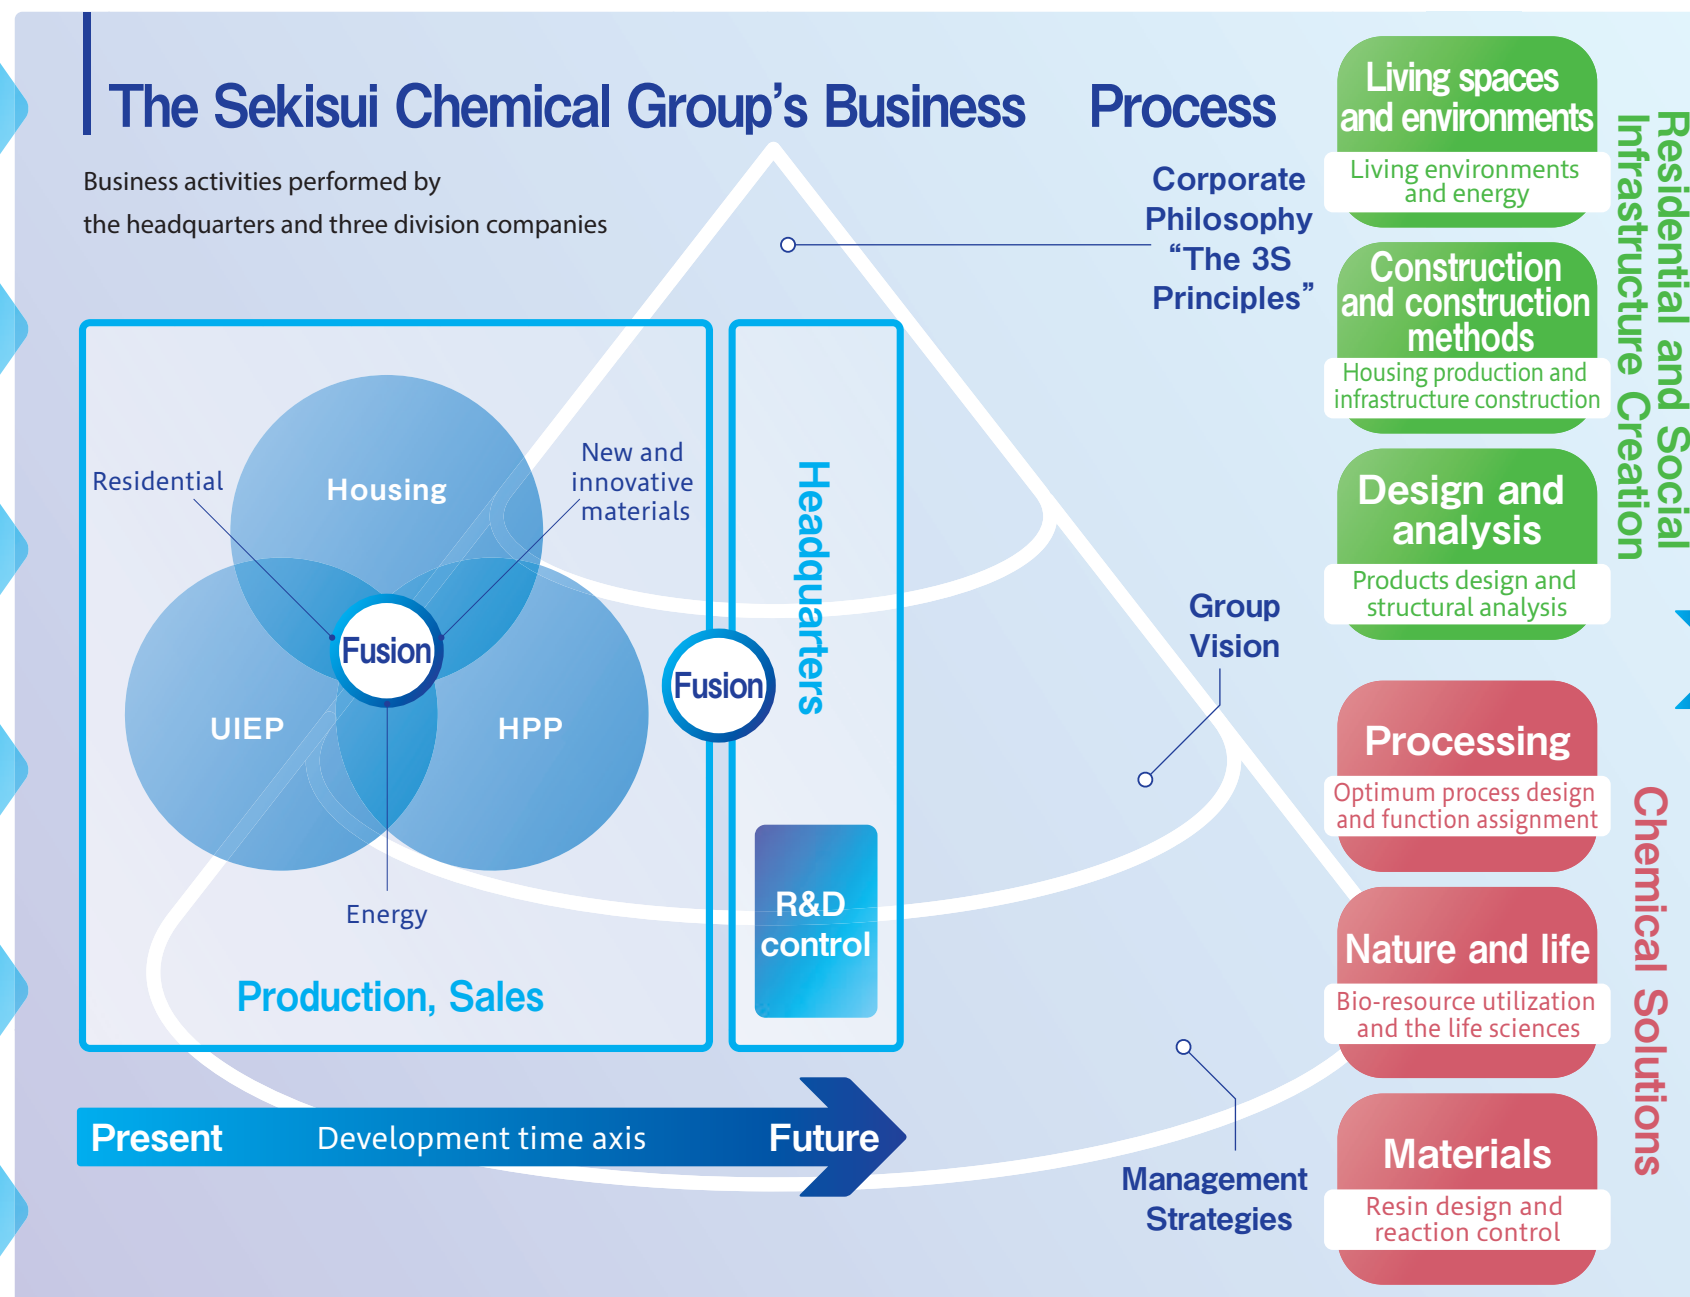 The Sekisui Chemical Group's Business Process
Business activities performed by
the headquarters and three division companies
Corporate
Philosophy
“The 3S
Principles”
Residential
Housing
New and
innovative
materials
Fusion
UIEP
HPP
Energy
Production, Sales
Fusion
Headquarters
R&D
control
Group
Vision
Management
Strategies
Present
Development time axis
Future
Living spaces
and environments
Living environments
and energy
Construction
and construction
methods
Housing production and
infrastructure construction
Design and
analysis
Products design and
structural analysis
Residential and Social
Infrastructure Creation
Processing
Optimum process design
and function assignment
Nature and life
Bio-resource utilization
and the life sciences
Materials
Resin design and
reaction control
Chemical Solutions